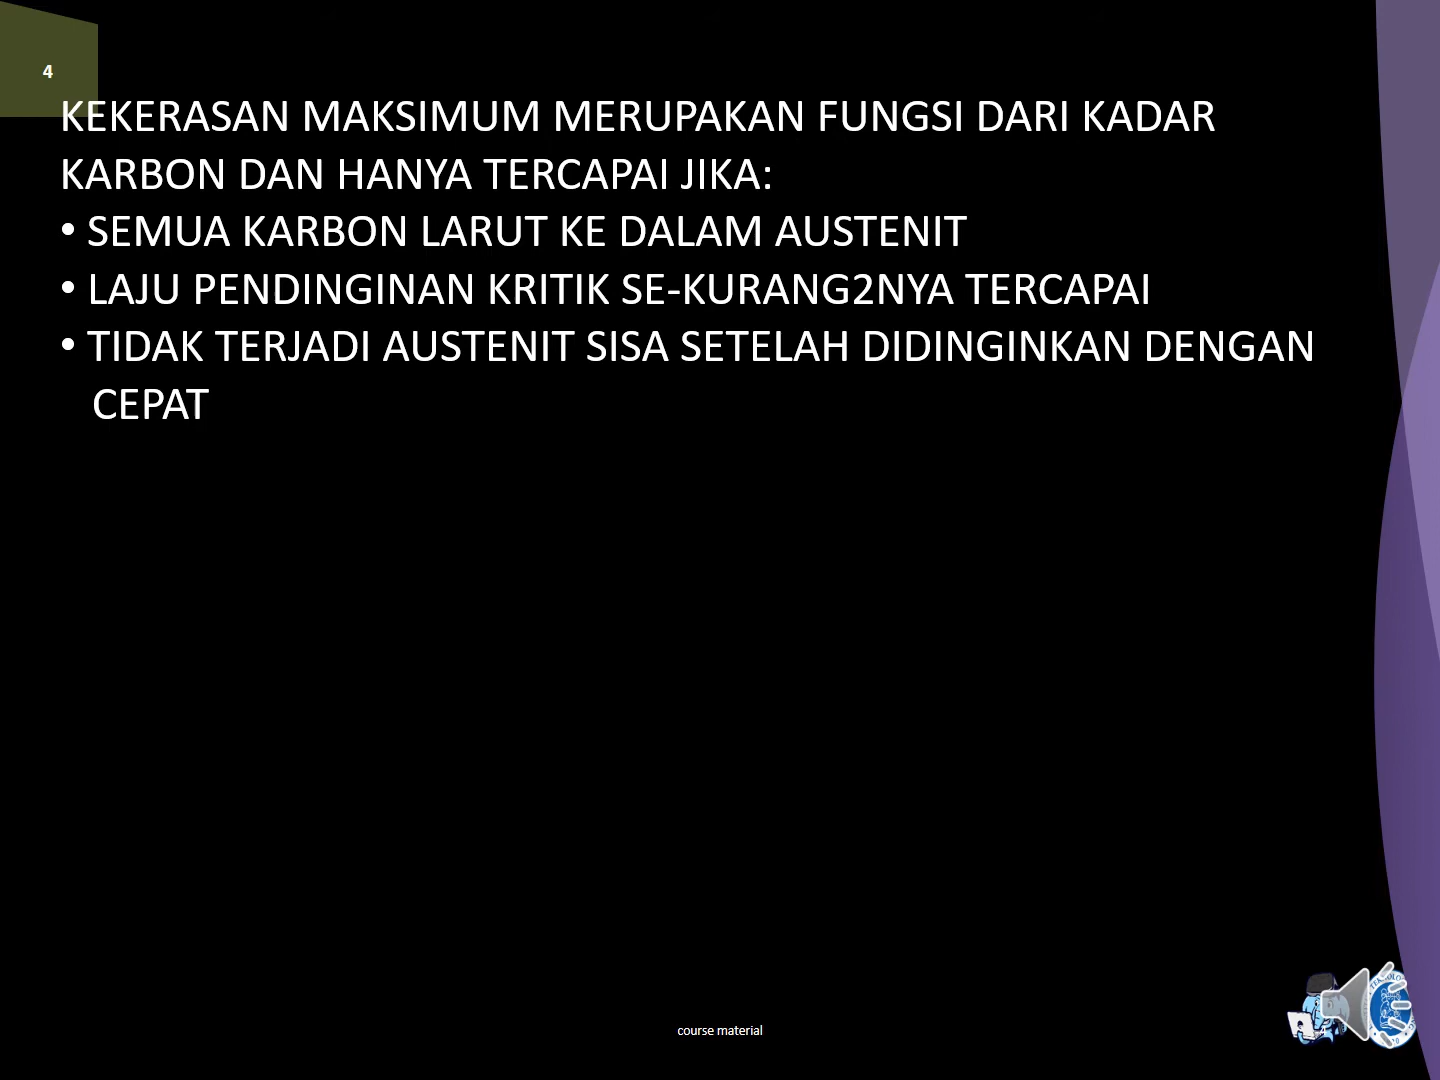 4
KEKERASAN MAKSIMUM MERUPAKAN FUNGSI DARI KADAR
KARBON DAN HANYA TERCAPAI JIKA:
• SEMUA KARBON LARUT KE DALAM AUSTENIT
• LAJU PENDINGINAN KRITIK SE-KURANG2NYA TERCAPAI
• TIDAK TERJADI AUSTENIT SISA SETELAH DIDINGINKAN DENGAN
CEPAT
course material